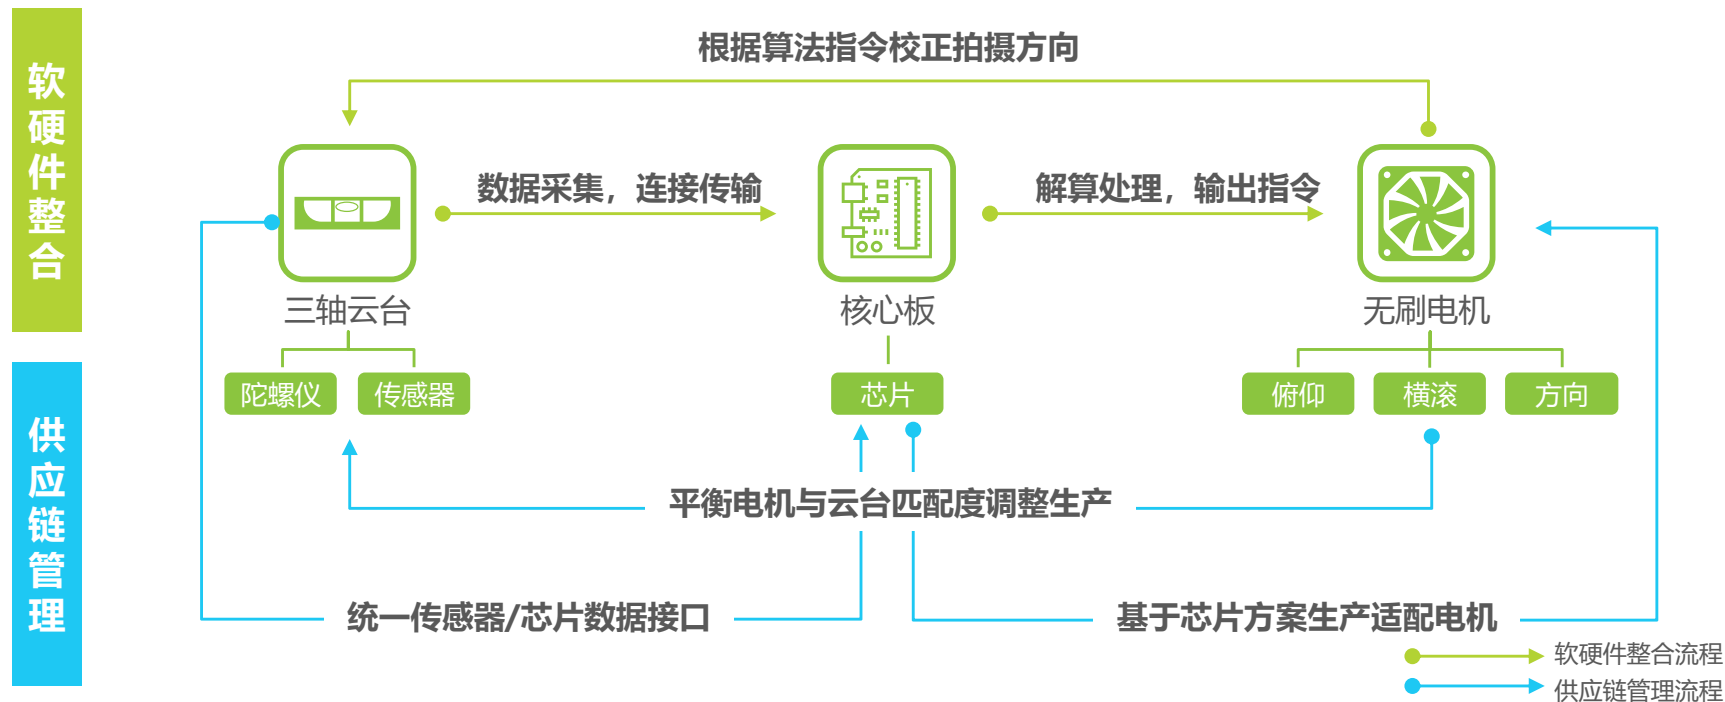 软硬件整合
根据算法指令校正拍摄方向
数据采集，连接传输
解算处理，输出指令
三轴云台
核心板
无刷电机
陀螺仪
传感器
芯片
俯仰
横滚
方向
供应链管理
平衡电机与云台匹配度调整生产
统一传感器/芯片数据接口
基于芯片方案生产适配电机
软硬件整合流程
供应链管理流程